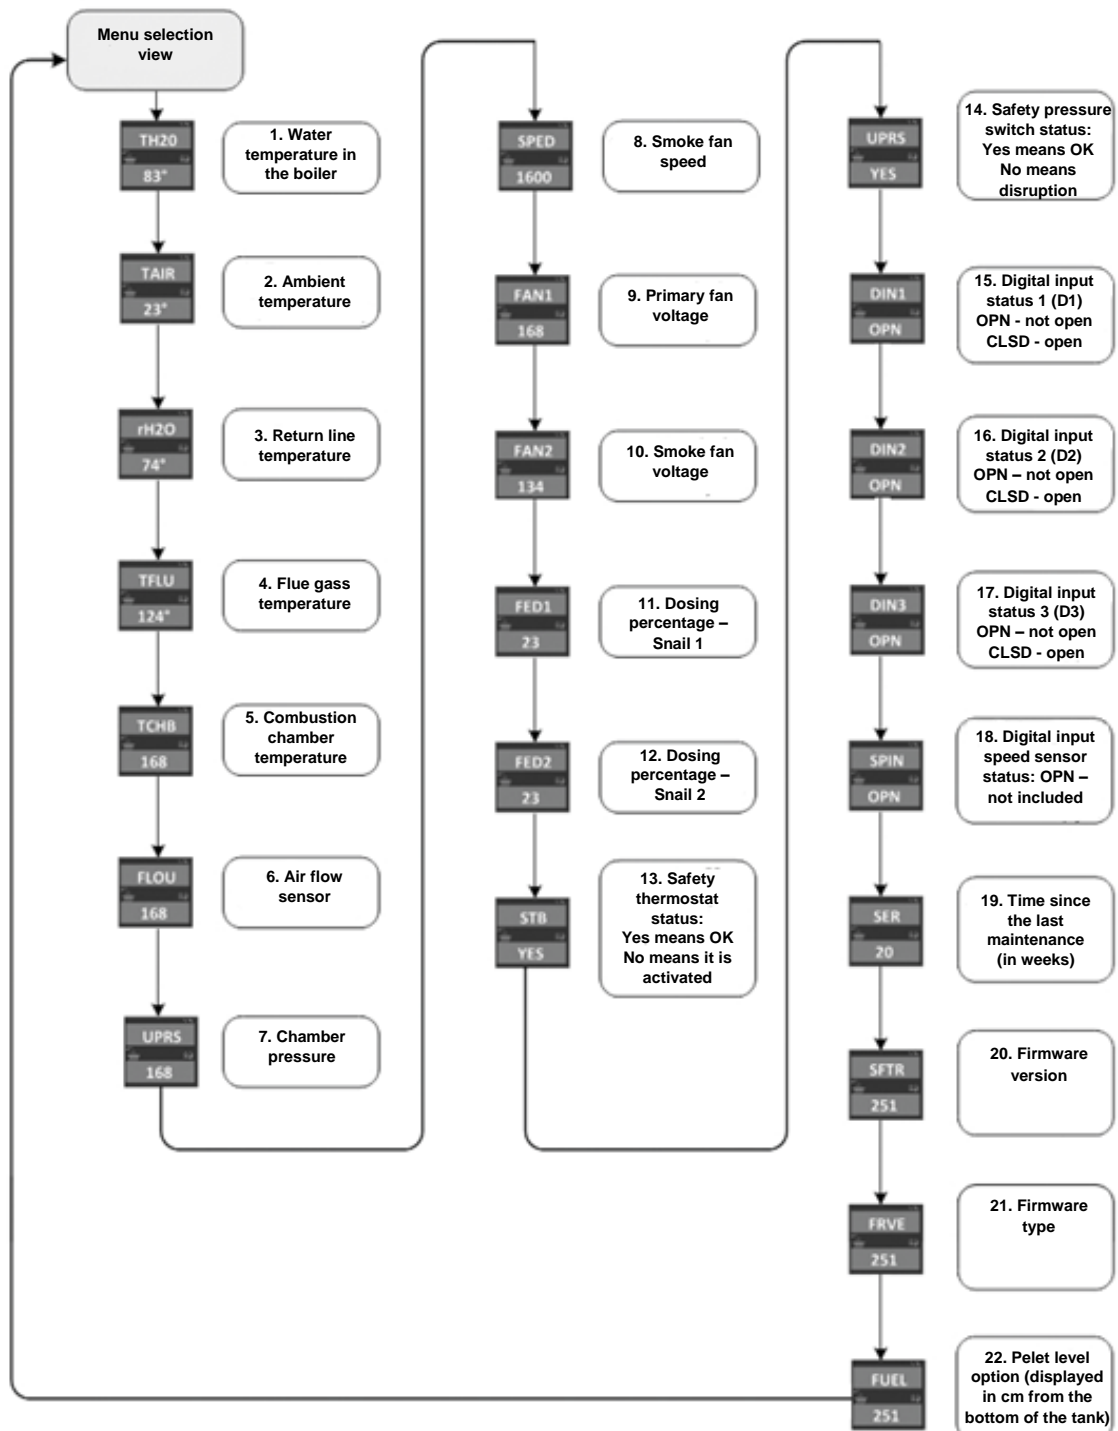 Menu selection
view
TH20
83°
1. Water
temperature in
the boiler
TAIR
23°
2. Ambient
temperature
rH2O
74°
3. Return line
temperature
TFLU
124°
4. Flue gass
temperature
TCHB
168
5. Combustion
chamber
temperature
FLOU
168
6. Air flow
sensor
UPRS
168
7. Chamber
pressure
SPED
1600
8. Smoke fan
speed
FAN1
168
9. Primary fan
voltage
FAN2
134
10. Smoke fan
voltage
FED1
23
11. Dosing
percentage –
Snail 1
FED2
23
12. Dosing
percentage –
Snail 2
STB
YES
13. Safety
thermostat
status:
Yes means OK
No means it is
activated
UPRS
YES
14. Safety pressure
switch status:
Yes means OK
No means
disruption
DIN1
OPN
15. Digital input
status 1 (D1)
OPN - not open
CLSD - open
DIN2
OPN
16. Digital input
status 2 (D2)
OPN – not open
CLSD - open
DIN3
OPN
17. Digital input
status 3 (D3)
OPN – not open
CLSD - open
SPIN
OPN
18. Digital input
speed sensor
status: OPN –
not included
SER
20
19. Time since
the last
maintenance
(in weeks)
SFTR
251
20. Firmware
version
FRVE
251
21. Firmware
type
FUEL
251
22. Pelet level
option (displayed
in cm from the
bottom of the tank)